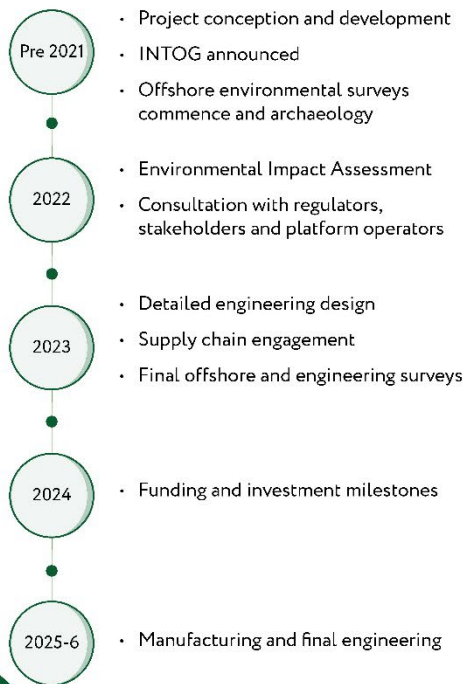 Pre 2021
• Project conception and development
• INTOG announced
• Offshore environmental surveys
commence and archaeology
2022
• Environmental Impact Assessment
• Consultation with regulators,
stakeholders and platform operators
2023
• Detailed engineering design
• Supply chain engagement
• Final offshore and engineering surveys
2024
• Funding and investment milestones
2025-6
• Manufacturing and final engineering